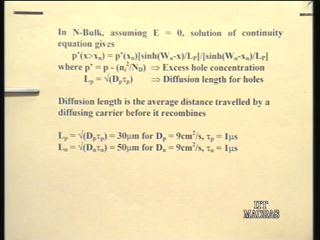 In N-Bulk, assuming E = 0, solution of continuity
equation gives
p'(x>xₙ) = p'(xₙ)[sinh(Wₙ-x)/Lₚ]/[sinh(Wₙ-xₙ)/Lₚ]
where p' = p - (nᵢ²/N_D) ⇒ Excess hole concentration
Lₚ = √(Dₚτₚ) ⇒ Diffusion length for holes
Diffusion length is the average distance travelled by a
diffusing carrier before it recombines
Lₚ = √(Dₚτₚ) = 30μm for Dₚ = 9cm²/s, τₚ = 1μs
Lₙ = √(Dₙτₙ) = 50μm for Dₙ = 9cm²/s, τₙ = 1μs
IIT
MADRAS